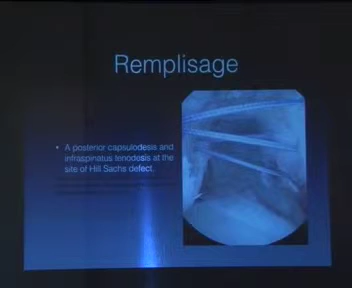 Remplisage
• A posterior capsulodesis and
infraspinatus tenodesis at the
site of Hill Sachs defect.